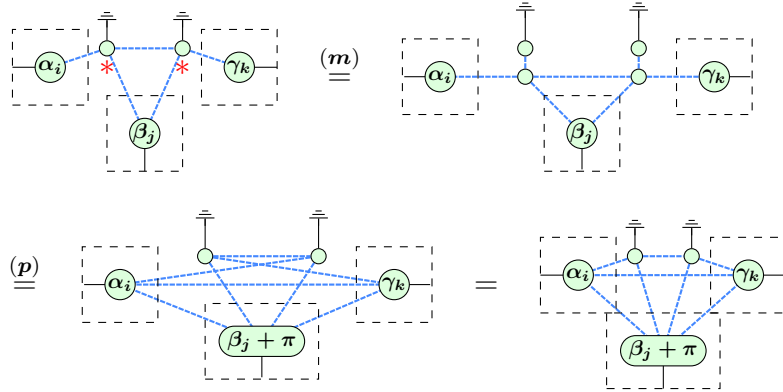 αᵢ * * γₖ (m) = αᵢ γₖ
βⱼ βⱼ
(p) = αᵢ γₖ = αᵢ γₖ
βⱼ + π βⱼ + π